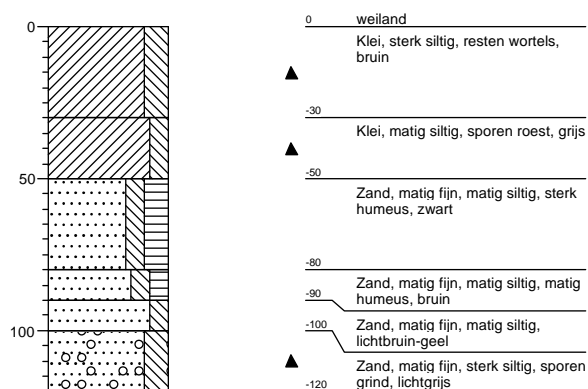 0
50
100
0 weiland
Klei, sterk siltig, resten wortels,
bruin
-30
Klei, matig siltig, sporen roest, grijs
-50
Zand, matig fijn, matig siltig, sterk
humeus, zwart
-80
Zand, matig fijn, matig siltig, matig
humeus, bruin
-90
Zand, matig fijn, matig siltig,
lichtbruin-geel
-100
Zand, matig fijn, sterk siltig, sporen
grind, lichtgrijs
-120